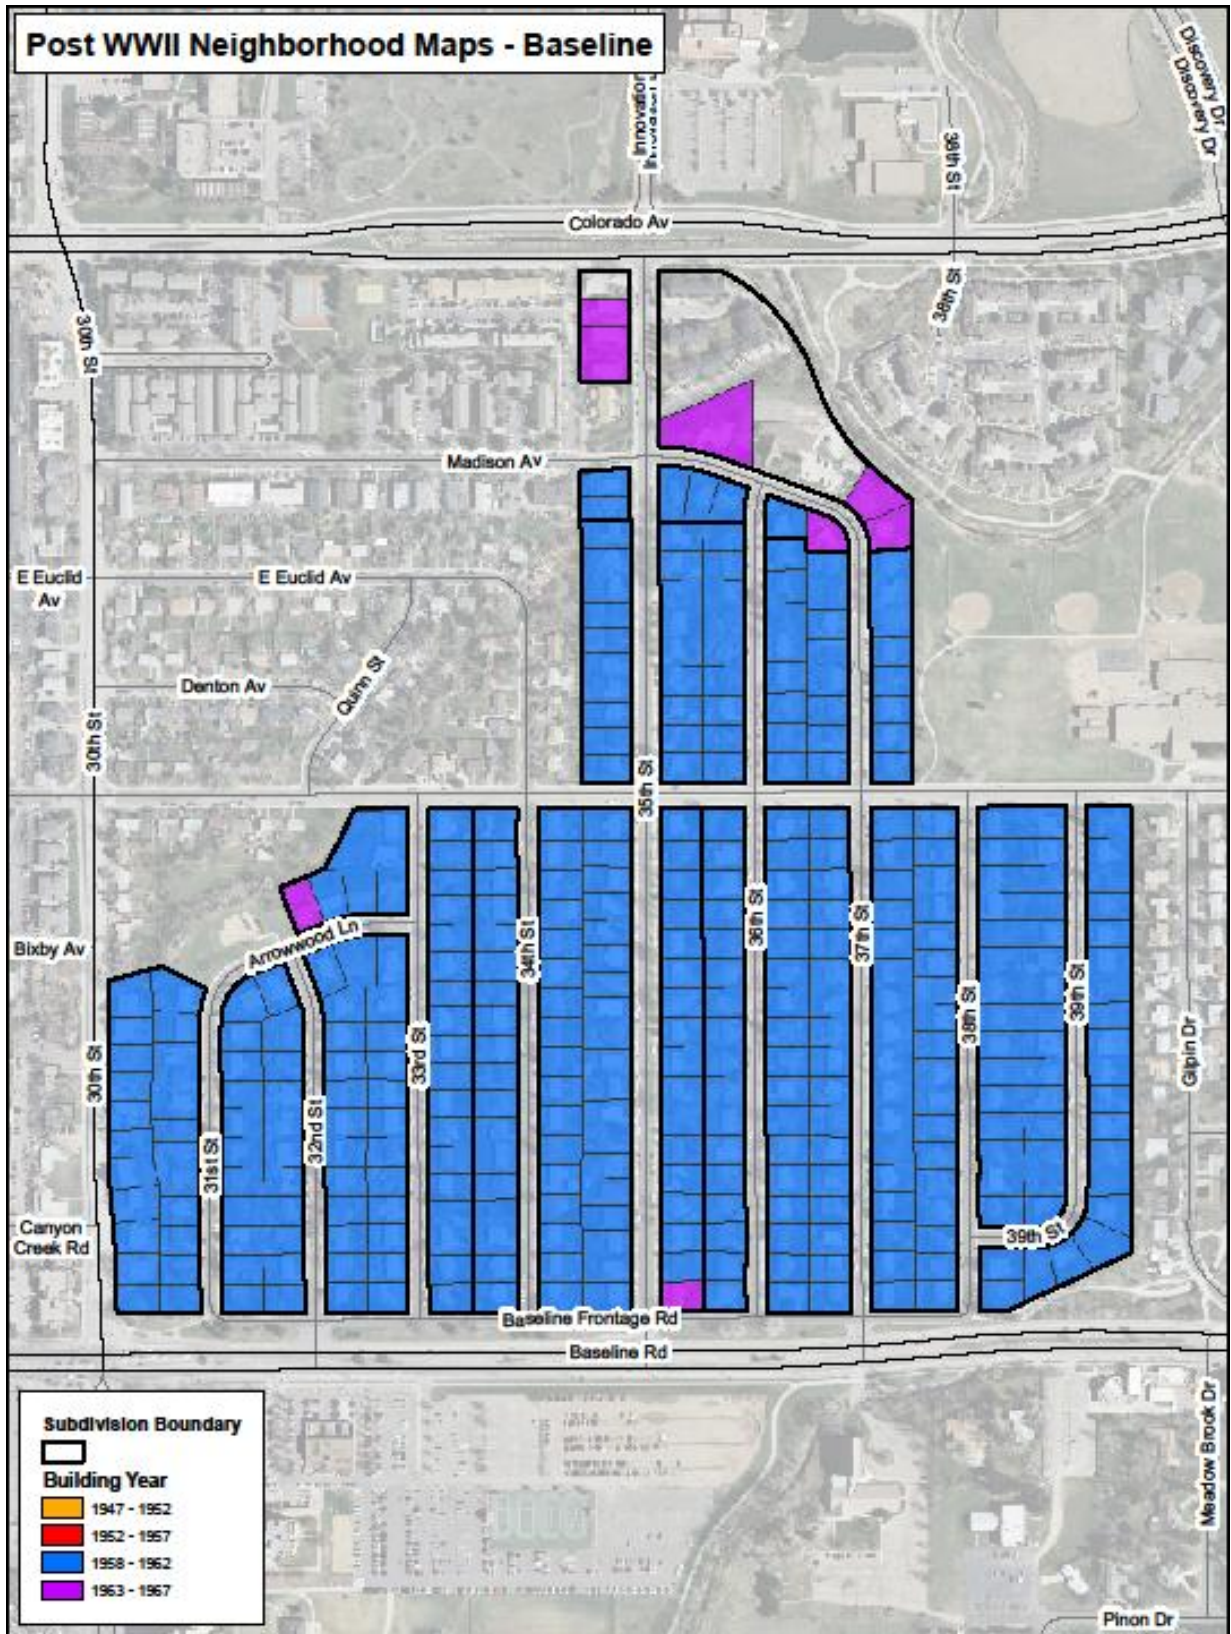 Post WWII Neighborhood Maps - Baseline
Discovery Dr
Discovery Dr
Innovation
38th St
Colorado Av
38th St
30th St
Madison Av
E Euclid
Av
E Euclid Av
Quinn St
Denton Av
30th St
35th St
Bixby Av
Arrowwood Ln
34th St
36th St
37th St
38th St
39th St
30th St
33rd St
Gilpin Dr
32nd St
31st St
Canyon
Creek Rd
39th St
Baseline Frontage Rd
Baseline Rd
Meadow Brook Dr
Pinon Dr
Subdivision Boundary
Building Year
1947 - 1952
1952 - 1957
1958 - 1962
1963 - 1967